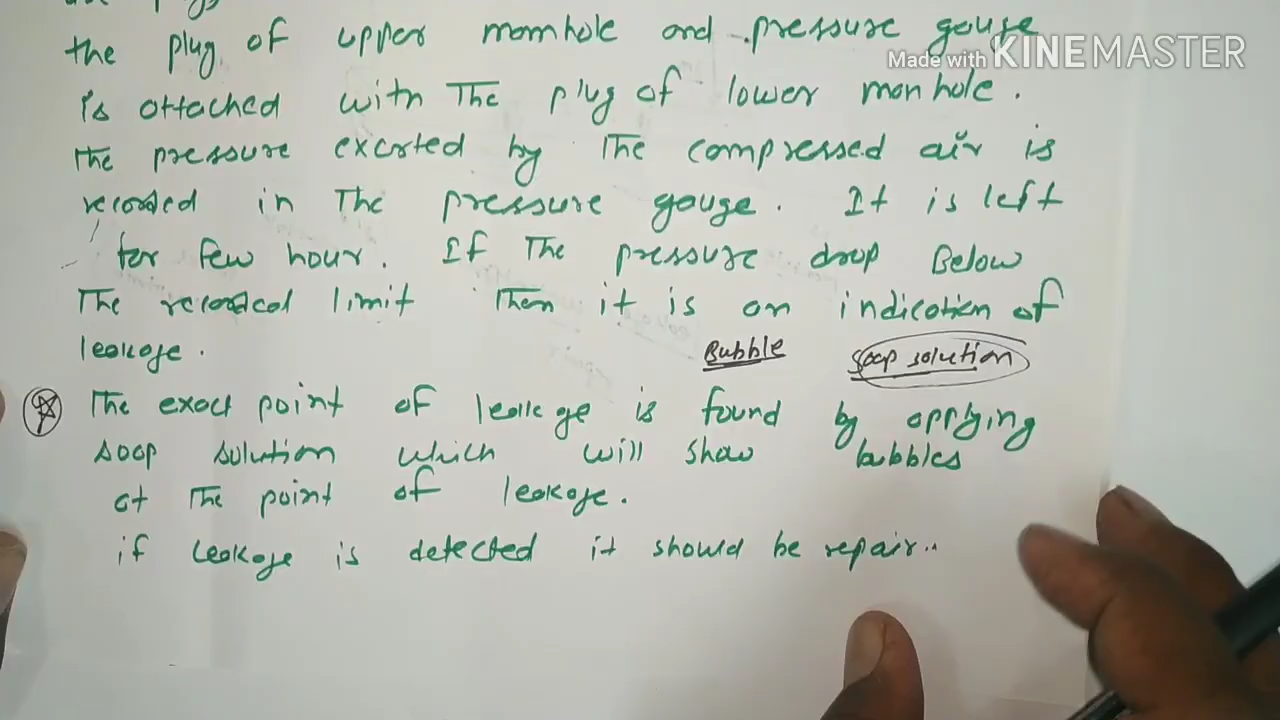 the plug of upper manhole and pressure gauge
Made with KINEMASTER
is attached with The plug of lower manhole.
The pressure excrted by The compressed air is
recorded in The pressure gouge. It is left
for few hour. If The pressure drop Below
The recorded limit Then it is an indication of
leakage.
Bubble soap solution
The exact point of leakge is found by applying
soap solution which will show bubbles
at The point of leakage.
if leakage is detected it should be repair..